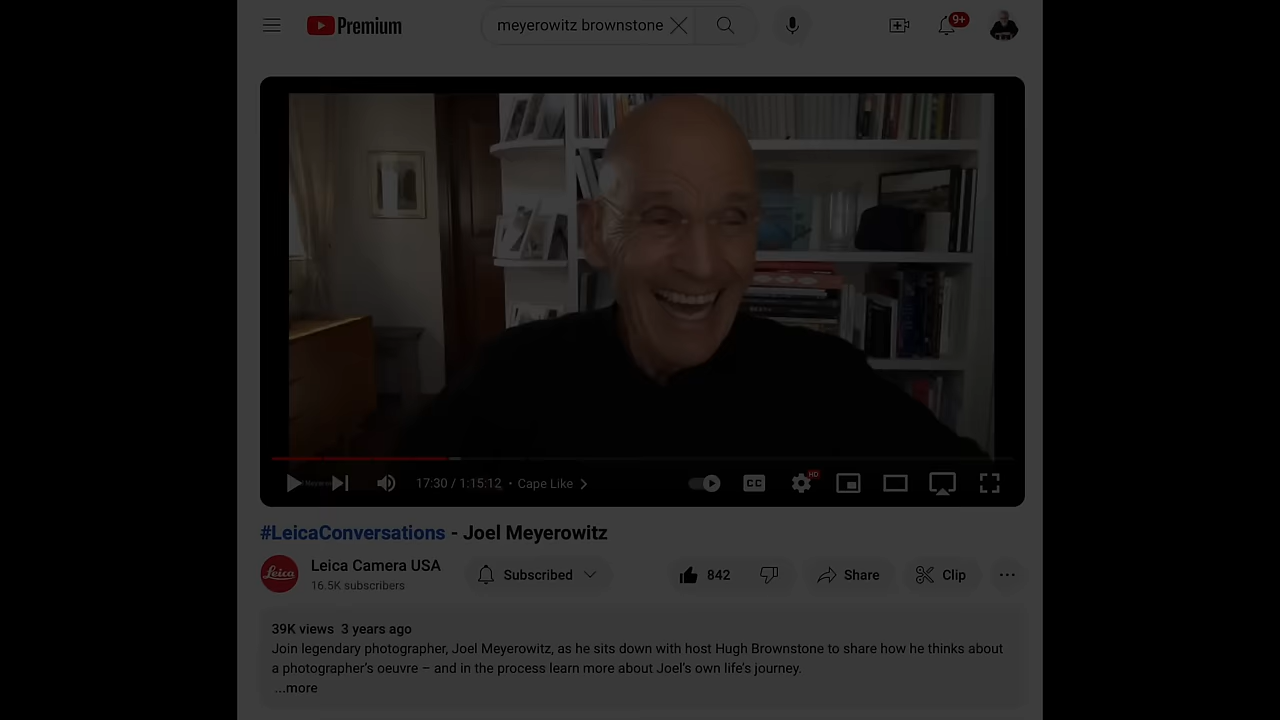 Premium
meyerowitz brownstone
9+
HD
CC
17:30 / 1:15:12 • Cape Like
#LeicaConversations - Joel Meyerowitz
Leica
Leica Camera USA
16.5K subscribers
Subscribed
842
Share
Clip
39K views 3 years ago
Join legendary photographer, Joel Meyerowitz, as he sits down with host Hugh Brownstone to share how he thinks about
a photographer's oeuvre – and in the process learn more about Joel's own life's journey.
...more